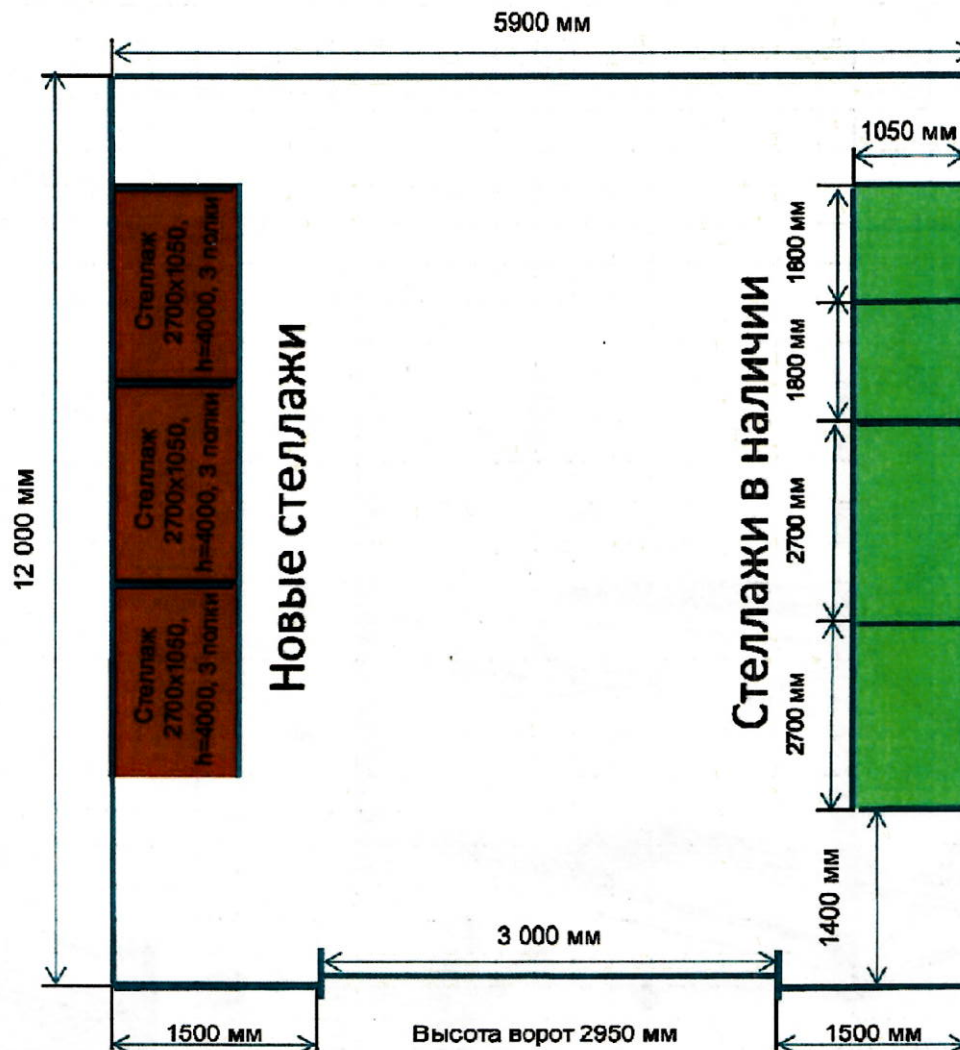 5900 мм
1050 мм
12 000 мм
Стеллаж
2700х1050,
h=4000, 3 полки
Стеллаж
2700х1050,
h=4000, 3 полки
Стеллаж
2700х1050,
h=4000, 3 полки
Новые стеллажи
Стеллажи в наличии
1800 мм
1800 мм
2700 мм
2700 мм
1400 мм
3 000 мм
1500 мм
Высота ворот 2950 мм
1500 мм